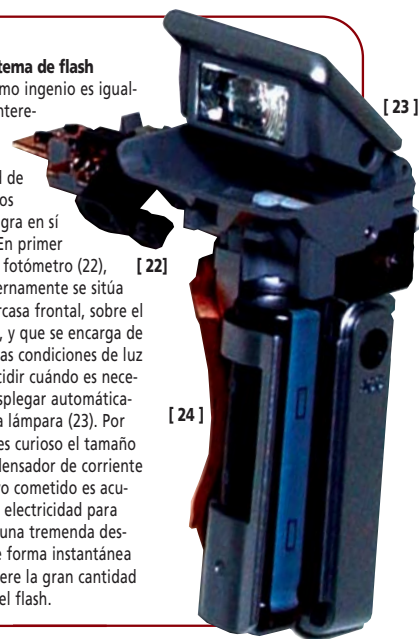 tema de flash
mo ingenio es igual-
ntere-
[ 23 ]
l de
os
gra en sí
En primer
fotómetro (22),
[ 22]
ernamente se sitúa
rcasa frontal, sobre el
, y que se encarga de
as condiciones de luz
cidir cuándo es nece-
splegar automática-
a lámpara (23). Por
[ 24 ]
es curioso el tamaño
densador de corriente
ro cometido es acu-
electricidad para
una tremenda des-
e forma instantánea
ere la gran cantidad
el flash.